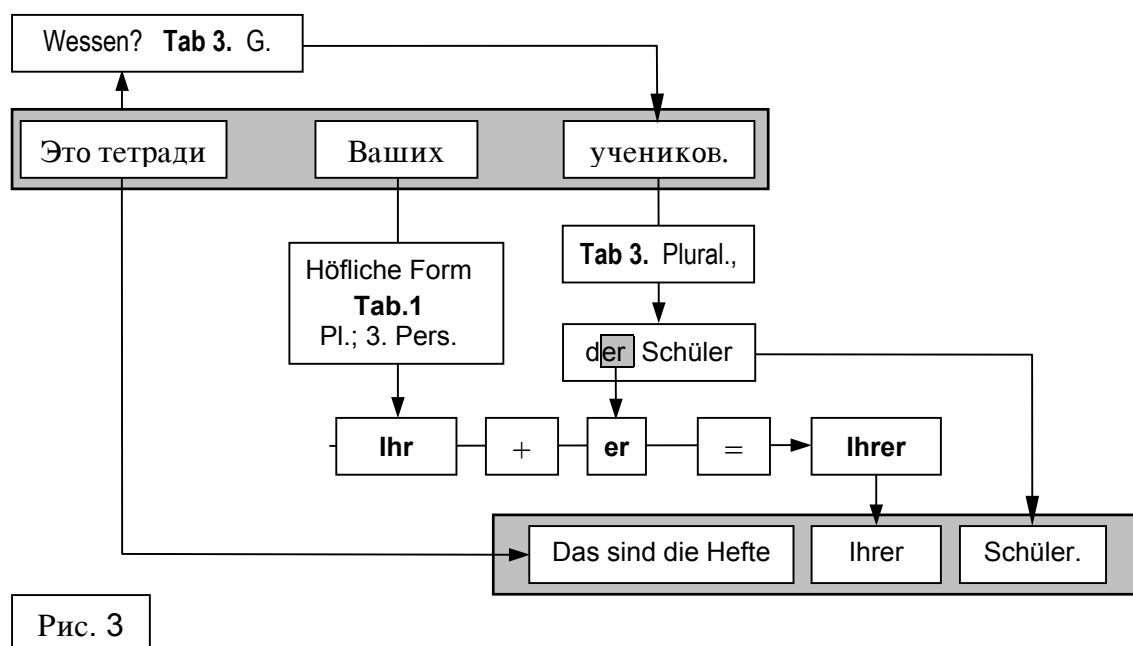 Wessen? Tab 3. G.
Это тетради
Ваших
учеников.
Höfliche Form
Tab.1
Pl.; 3. Pers.
Tab 3. Plural.,
der Schüler
Ihr
+
er
=
Ihrer
Das sind die Hefte
Ihrer
Schüler.
Рис. 3